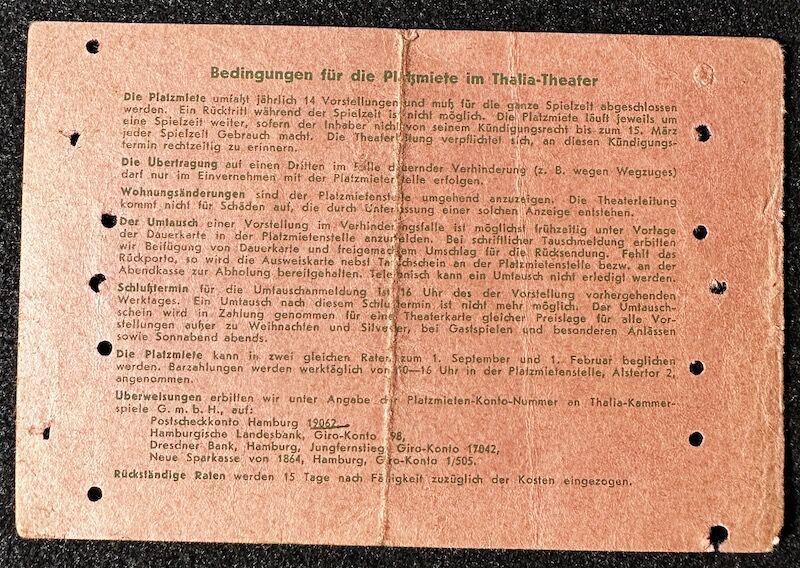 Bedingungen für die Platzmiete im Thalia-Theater
Die Platzmiete umfaßt jährlich 14 Vorstellungen und muß für die ganze Spielzeit abgeschlossen
werden. Ein Rücktritt während der Spielzeit ist nicht möglich. Die Platzmiete läuft jeweils um
eine Spielzeit weiter, sofern der Inhaber nicht von seinem Kündigungsrecht bis zum 15. März
jeder Spielzeit Gebrauch macht. Die Theaterleitung verpflichtet sich, an diesen Kündigungs-
termin rechtzeitig zu erinnern.
Die Übertragung auf einen Dritten im Falle dauernder Verhinderung (z. B. wegen Wegzuges)
darf nur im Einvernehmen mit der Platzmietenstelle erfolgen.
Wohnungsänderungen sind der Platzmietenstelle umgehend anzuzeigen. Die Theaterleitung
kommt nicht für Schäden auf, die durch Unterlassung einer solchen Anzeige entstehen.
Der Umtausch einer Vorstellung im Verhinderungsfalle ist möglichst frühzeitig unter Vorlage
der Dauerkarte in der Platzmietenstelle anzumelden. Bei schriftlicher Tauschmeldung erbitten
wir Beifügung von Dauerkarte und freigemachtem Umschlag für die Rücksendung. Fehlt das
Rückporto, so wird die Ausweiskarte nebst Tauschschein an der Platzmietenstelle bezw. an der
Abendkasse zur Abholung bereitgehalten. Telefonisch kann ein Umtausch nicht erledigt werden.
Schlußtermin für die Umtauschanmeldung ist 16 Uhr des der Vorstellung vorhergehenden
Werktages. Ein Umtausch nach diesem Schlußtermin ist nicht mehr möglich. Der Umtausch-
schein wird in Zahlung genommen für eine Theaterkarte gleicher Preislage für alle Vor-
stellungen außer zu Weihnachten und Silvester, bei Gastspielen und besonderen Anlässen
sowie Sonnabend abends.
Die Platzmiete kann in zwei gleichen Raten zum 1. September und 1. Februar beglichen
werden. Barzahlungen werden werktäglich von 10—16 Uhr in der Platzmietenstelle, Alstertor 2,
angenommen.
Überweisungen erbitten wir unter Angabe der Platzmieten-Konto-Nummer an Thalia-Kammer-
spiele G. m. b. H., auf:
Postscheckkonto Hamburg 19062
Hamburgische Landesbank, Giro-Konto 98,
Dresdner Bank, Hamburg, Jungfernstieg Giro-Konto 17042,
Neue Sparkasse von 1864, Hamburg, Giro-Konto 1/505.
Rückständige Raten werden 15 Tage nach Fälligkeit zuzüglich der Kosten eingezogen.